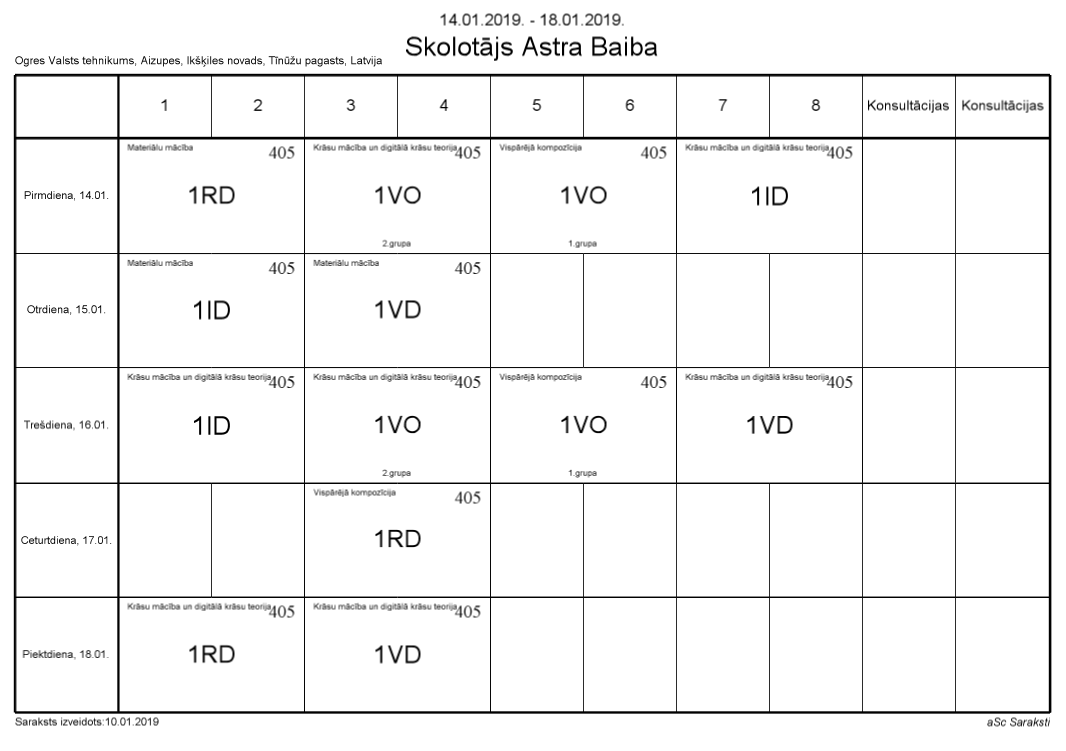 14.01.2019. - 18.01.2019.
Skolotājs Astra Baiba
Ogres Valsts tehnikums, Aizupes, Ikšķiles novads, Tīnūžu pagasts, Latvija
1 2 3 4 5 6 7 8 Konsultācijas Konsultācijas
Materiālu mācība 405 Krāsu mācība un digitālā krāsu teorija 405 Vispārējā kompozīcija 405 Krāsu mācība un digitālā krāsu teorija 405
Pirmdiena, 14.01. 1RD 1VO 1VO 1ID
2.grupa 1.grupa
Materiālu mācība 405 Materiālu mācība 405
Otrdiena, 15.01. 1ID 1VD
Krāsu mācība un digitālā krāsu teorija 405 Krāsu mācība un digitālā krāsu teorija 405 Vispārējā kompozīcija 405 Krāsu mācība un digitālā krāsu teorija 405
Trešdiena, 16.01. 1ID 1VO 1VO 1VD
2.grupa 1.grupa
Vispārējā kompozīcija 405
Ceturtdiena, 17.01. 1RD
Krāsu mācība un digitālā krāsu teorija 405 Krāsu mācība un digitālā krāsu teorija 405
Piektdiena, 18.01. 1RD 1VD
Saraksts izveidots:10.01.2019 aSc Saraksti